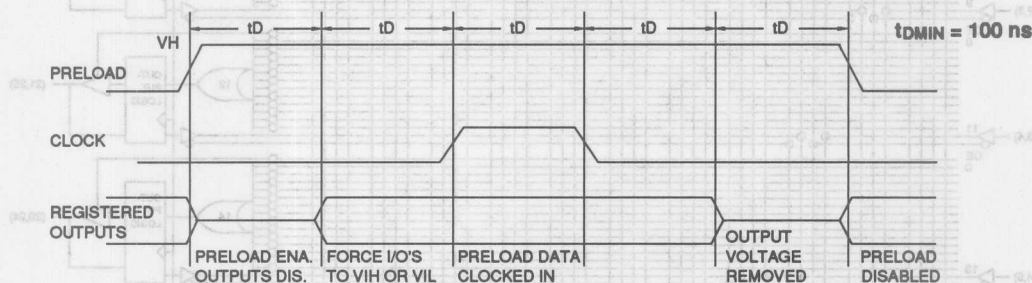 tD tD tD tD tD
tDMIN = 100 ns
VH
PRELOAD
CLOCK
REGISTERED
OUTPUTS
PRELOAD ENA.
OUTPUTS DIS.
FORCE I/O'S
TO VIH OR VIL
PRELOAD DATA
CLOCKED IN
OUTPUT
VOLTAGE
REMOVED
PRELOAD
DISABLED